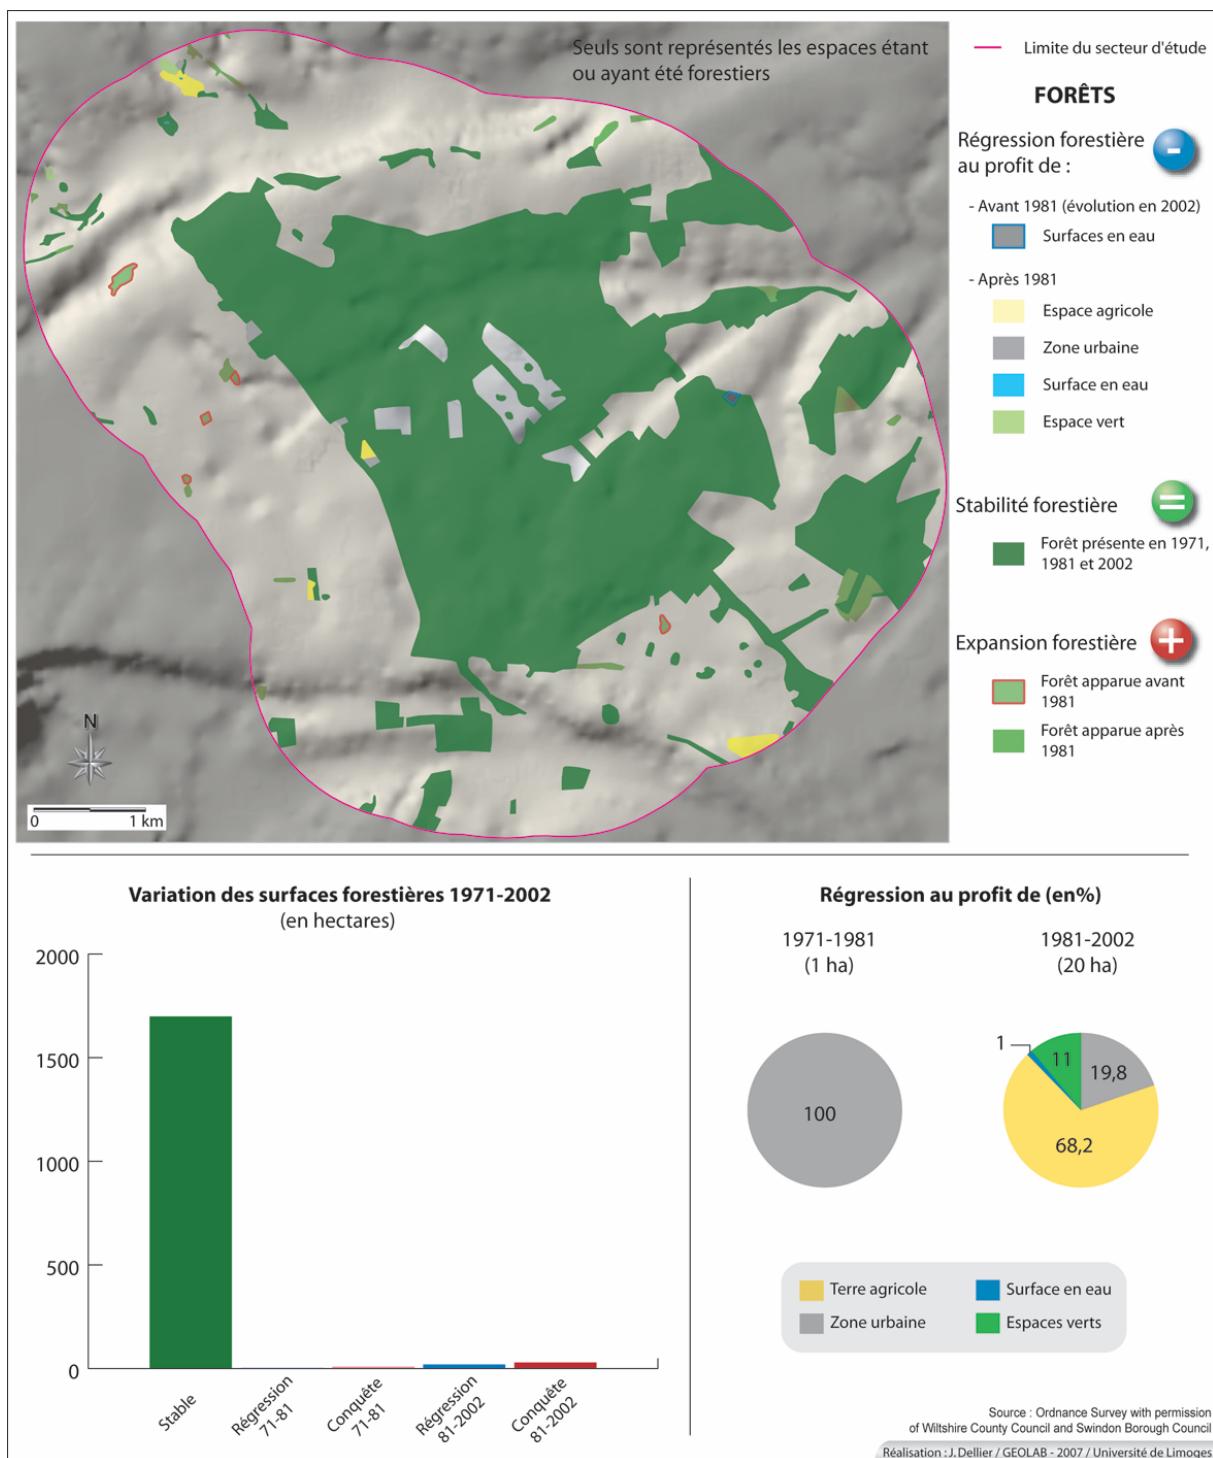 Seuls sont représentés les espaces étant
ou ayant été forestiers
N
0 1 km
Limite du secteur d'étude
FORÊTS
Régression forestière
au profit de :
-
- Avant 1981 (évolution en 2002)
Surfaces en eau
- Après 1981
Espace agricole
Zone urbaine
Surface en eau
Espace vert
Stabilité forestière
=
Forêt présente en 1971,
1981 et 2002
Expansion forestière
+
Forêt apparue avant
1981
Forêt apparue après
1981
Variation des surfaces forestières 1971-2002
(en hectares)
2000
1500
1000
500
0
Stable
Régression
71-81
Conquête
71-81
Régression
81-2002
Conquête
81-2002
Régression au profit de (en%)
1971-1981
(1 ha)
100
1981-2002
(20 ha)
1
11
19,8
68,2
Terre agricole
Surface en eau
Zone urbaine
Espaces verts
Source : Ordnance Survey with permission
of Wiltshire County Council and Swindon Borough Council
Réalisation : J. Dellier / GEOLAB - 2007 / Université de Limoges